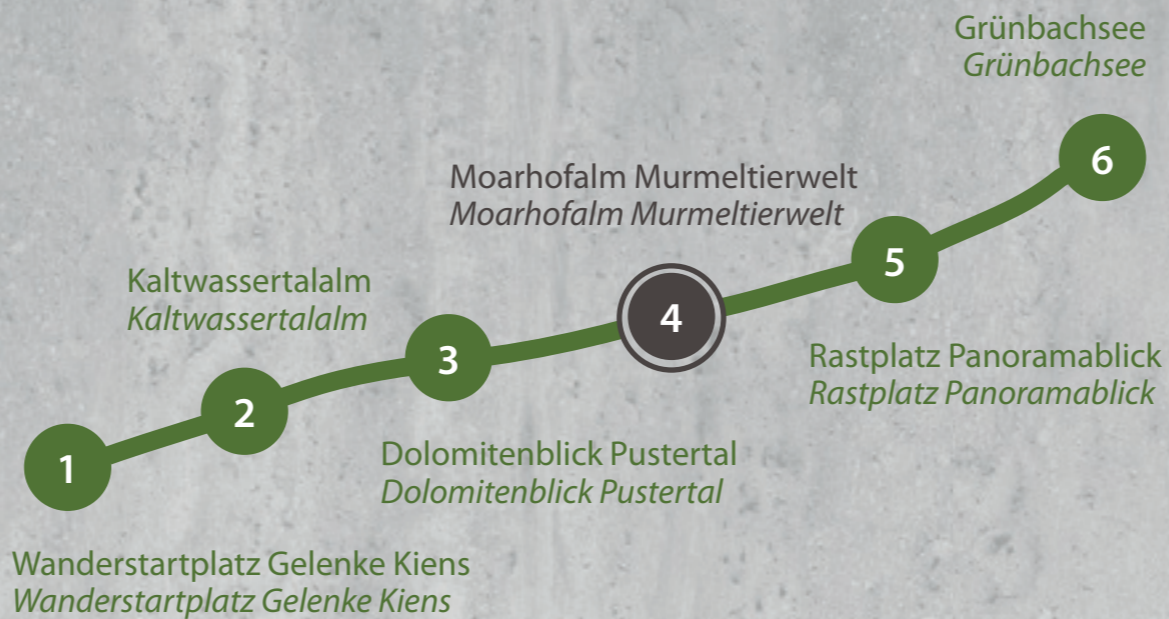 Grünbachsee
Grünbachsee
6
Moarhofalm Murmeltierwelt
Moarhofalm Murmeltierwelt
5
Kaltwassertalalm
Kaltwassertalalm
4
3
Rastplatz Panoramablick
Rastplatz Panoramablick
2
1
Dolomitenblick Pustertal
Dolomitenblick Pustertal
Wanderstartplatz Gelenke Kiens
Wanderstartplatz Gelenke Kiens